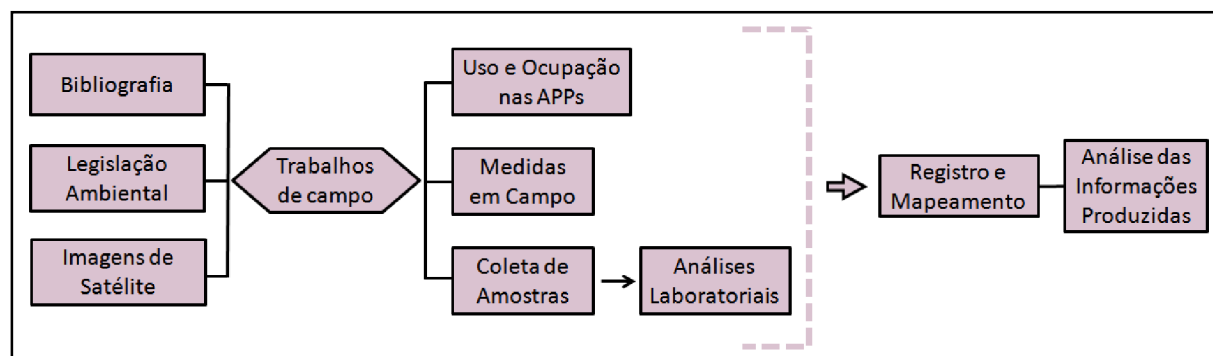 Bibliografia
Legislação
Ambiental
Imagens de
Satélite
Trabalhos
de campo
Uso e Ocupação
nas APPs
Medidas
em Campo
Coleta de
Amostras
Análises
Laboratoriais
Registro e
Mapeamento
Análise das
Informações
Produzidas